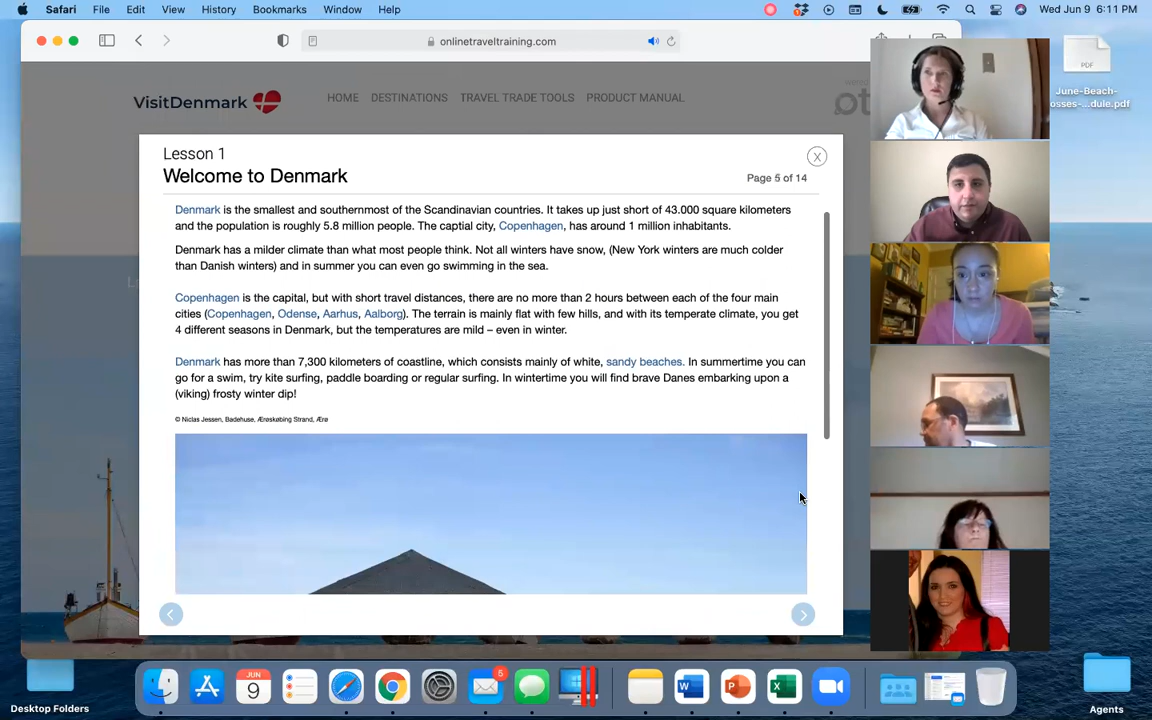 Safari File Edit View History Bookmarks Window Help Wed Jun 9 6:11 PM
onlinetraveltraining.com
PDF
June-Beach-
osses-...dule.pdf
VisitDenmark HOME DESTINATIONS TRAVEL TRADE TOOLS PRODUCT MANUAL
Lesson 1
Welcome to Denmark
Page 5 of 14
Denmark is the smallest and southernmost of the Scandinavian countries. It takes up just short of 43.000 square kilometers
and the population is roughly 5.8 million people. The captial city, Copenhagen, has around 1 million inhabitants.
Denmark has a milder climate than what most people think. Not all winters have snow, (New York winters are much colder
than Danish winters) and in summer you can even go swimming in the sea.
Copenhagen is the capital, but with short travel distances, there are no more than 2 hours between each of the four main
cities (Copenhagen, Odense, Aarhus, Aalborg). The terrain is mainly flat with few hills, and with its temperate climate, you get
4 different seasons in Denmark, but the temperatures are mild – even in winter.
Denmark has more than 7,300 kilometers of coastline, which consists mainly of white, sandy beaches. In summertime you can
go for a swim, try kite surfing, paddle boarding or regular surfing. In wintertime you will find brave Danes embarking upon a
(viking) frosty winter dip!
© Niclas Jessen, Badehuse, Ærøskøbing Strand, Ærø
JUN
9
5
Desktop Folders
Agents